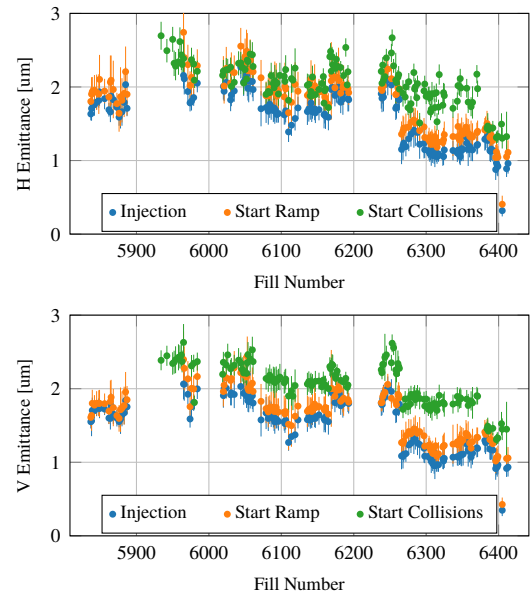 3
2
1
0
H Emittance [um]
Injection Start Ramp Start Collisions
5900 6000 6100 6200 6300 6400
Fill Number
3
2
1
0
V Emittance [um]
Injection Start Ramp Start Collisions
5900 6000 6100 6200 6300 6400
Fill Number